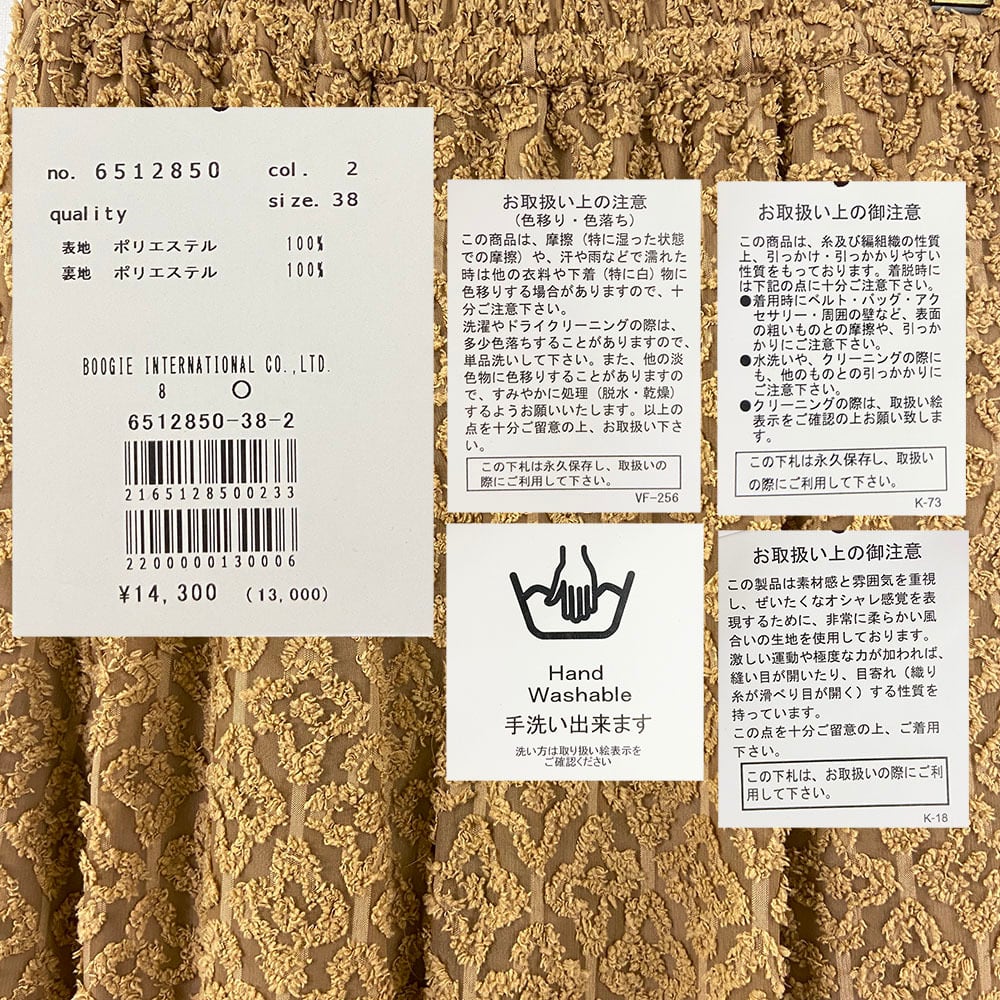 no. 6512850 col. 2
size. 38
quality
表地 ポリエステル 100%
裏地 ポリエステル 100%
BOOGIE INTERNATIONAL CO.,LTD.
8 ○
6512850-38-2
2165128500233
2200000130006
¥14,300 (13,000)
お取扱い上の注意
(色移り・色落ち)
この商品は、摩擦(特に湿った状態
での摩擦)や、汗や雨などで濡れた
時は他の衣料や下着(特に白)物に
色移りする場合がありますので、十
分ご注意下さい。
洗濯やドライクリーニングの際は、
多少色落ちすることがありますので、
単品洗いして下さい。また、他の淡
色物に色移りすることがありますの
で、すみやかに処理(脱水・乾燥)
するようお願いいたします。以上の
点を十分ご留意の上、お取扱い下さ
い。
この下札は永久保存し、取扱いの
際にご利用して下さい。
VF-256
お取扱い上の御注意
この商品は、糸及び編組織の性質
上、引っかけ・引っかかりやすい
性質をもっております。着脱時に
は下記の点に十分ご注意下さい。
●着用時にベルト・バッグ・アク
セサリー・周囲の壁など、表面
の粗いものとの摩擦や、引っか
かりにご注意下さい。
●水洗いや、クリーニングの際に
も、他のものとの引っかかりに
ご注意下さい。
●クリーニングの際は、取扱い絵
表示をご確認の上お願い致しま
す。
この下札は永久保存し、取扱い
の際にご利用して下さい。
K-73
Hand
Washable
手洗い出来ます
洗い方は取り扱い絵表示を
ご確認ください
お取扱い上の御注意
この製品は素材感と雰囲気を重視
し、ぜいたくなオシャレ感覚を表
現するために、非常に柔らかい風
合いの生地を使用しております。
激しい運動や極度な力が加われば、
縫い目が開いたり、目寄れ(織り
糸が滑べり目が開く)する性質を
持っています。
この点を十分ご留意の上、ご着用
下さい。
この下札は、お取扱いの際にご利
用して下さい。
K-18